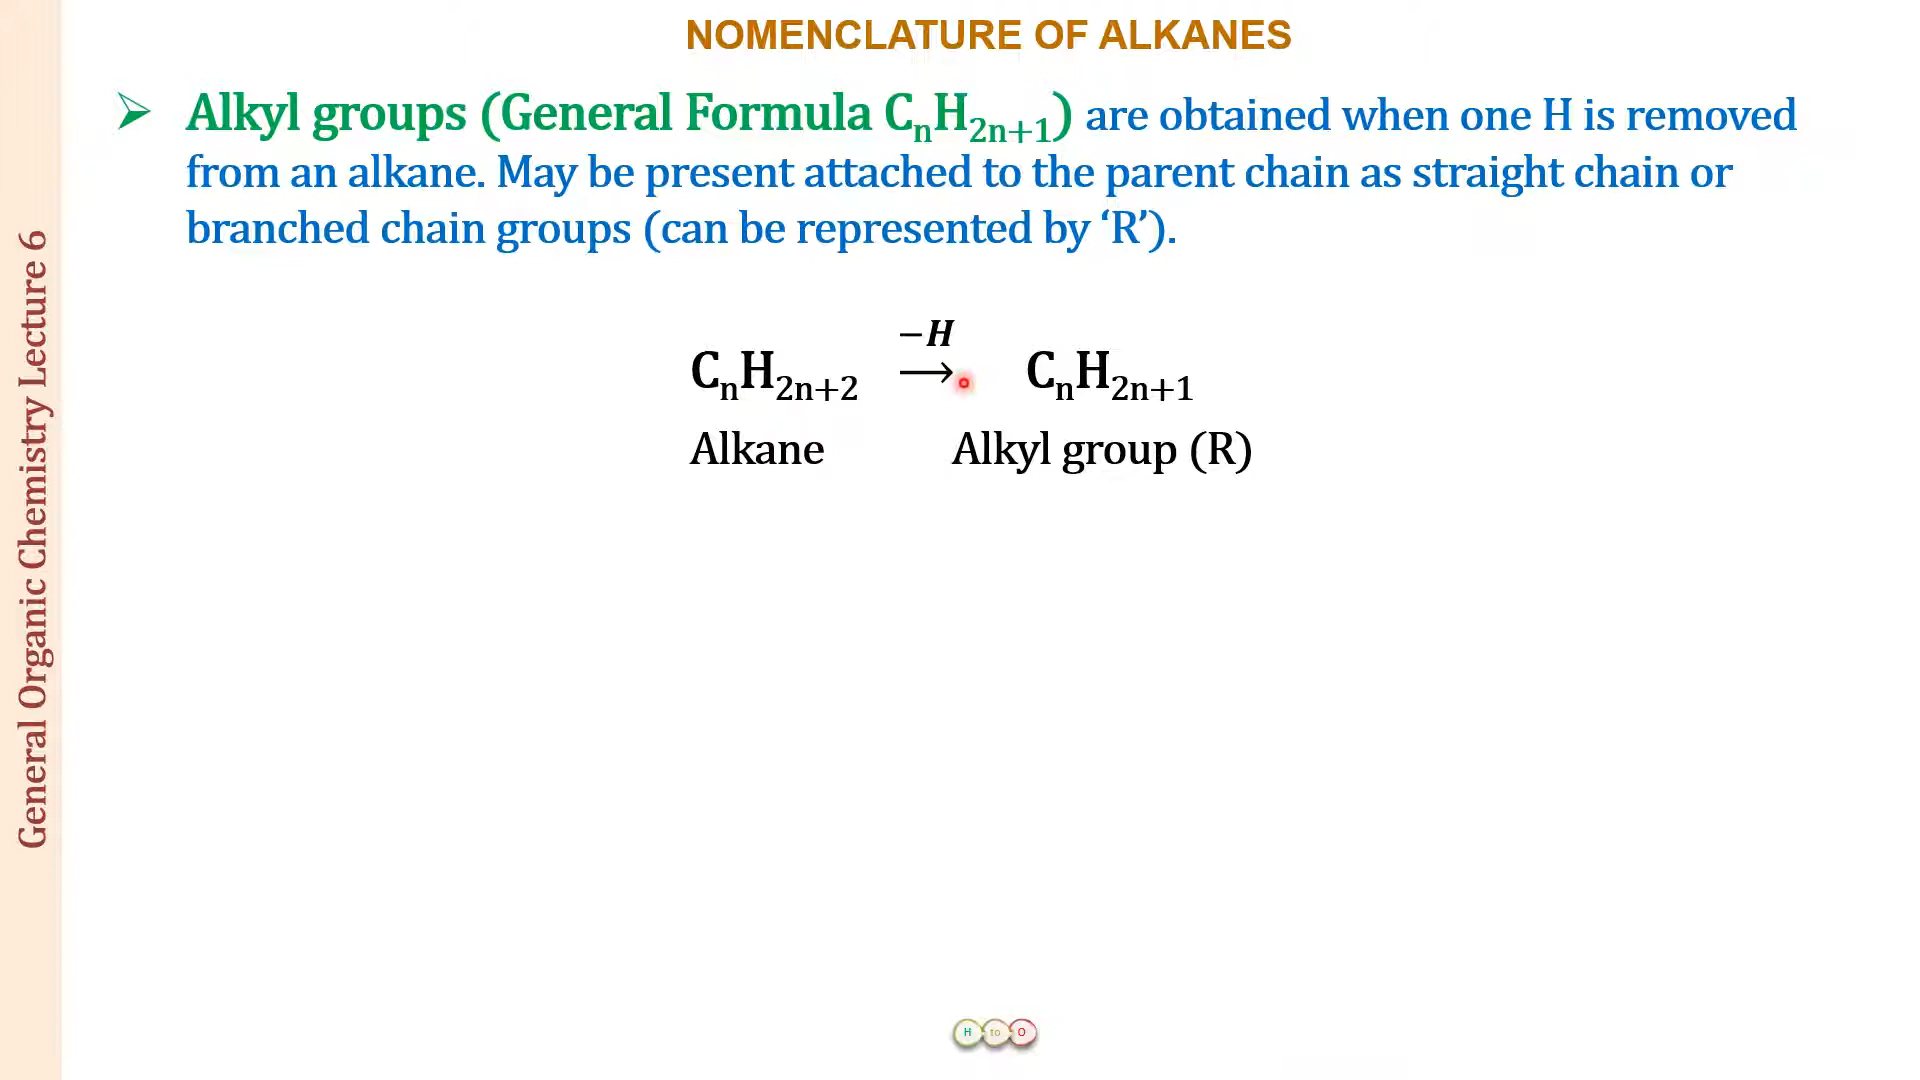 NOMENCLATURE OF ALKANES
➢ Alkyl groups (General Formula CₙH₂ₙ₊₁) are obtained when one H is removed
from an alkane. May be present attached to the parent chain as straight chain or
branched chain groups (can be represented by ‘R’).
−H
CₙH₂ₙ₊₂ ⟶ CₙH₂ₙ₊₁
Alkane Alkyl group (R)
General Organic Chemistry Lecture 6
H to O